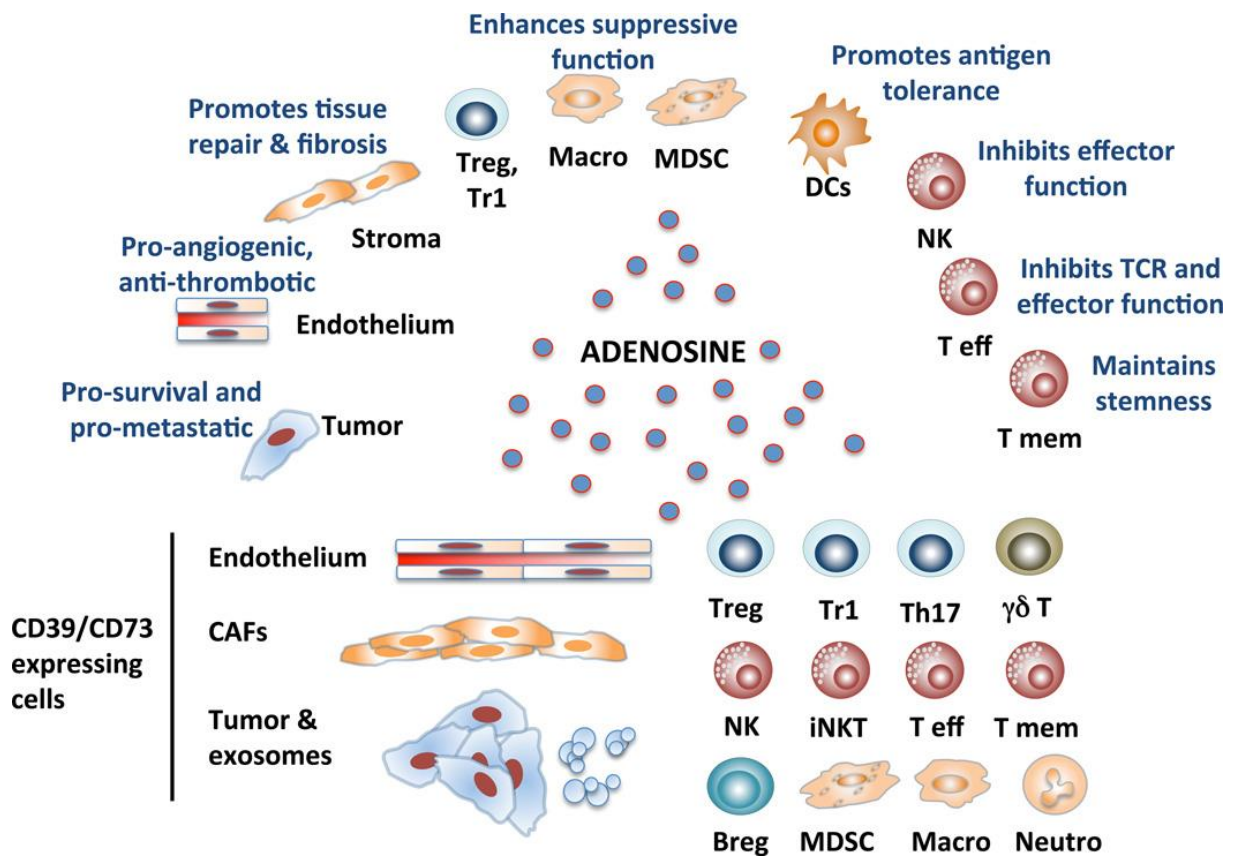 Enhances suppressive
function
Promotes antigen
tolerance
Promotes tissue
repair & fibrosis
Treg,
Tr1
Macro
MDSC
DCs
Inhibits effector
function
NK
Stroma
Pro-angiogenic,
anti-thrombotic
Endothelium
Inhibits TCR and
effector function
T eff
ADENOSINE
Maintains
stemness
T mem
Pro-survival and
pro-metastatic
Tumor
CD39/CD73
expressing
cells
Endothelium
CAFs
Tumor &
exosomes
Treg
Tr1
Th17
γδ T
NK
iNKT
T eff
T mem
Breg
MDSC
Macro
Neutro